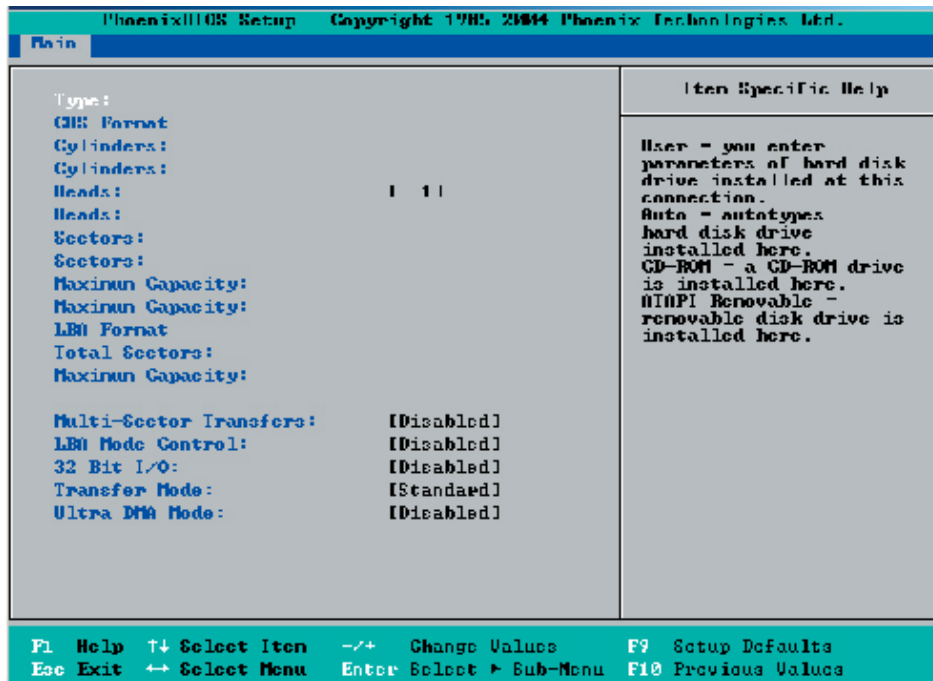 PhoenixBIOS Setup Copyright 1985-2004 Phoenix Technologies Ltd.
Main
Type:
CHS Format
Cylinders:
Cylinders:
Heads: [ 1]
Heads:
Sectors:
Sectors:
Maximum Capacity:
Maximum Capacity:
LBA Format
Total Sectors:
Maximum Capacity:
Multi-Sector Transfers: [Disabled]
LBA Mode Control: [Disabled]
32 Bit I/O: [Disabled]
Transfer Mode: [Standard]
Ultra DMA Mode: [Disabled]
Item Specific Help
User = you enter
parameters of hard disk
drive installed at this
connection.
Auto = autotypes
hard disk drive
installed here.
CD-ROM = a CD-ROM drive
is installed here.
ATAPI Removable =
removable disk drive is
installed here.
F1 Help ↑↓ Select Item -/+ Change Values F9 Setup Defaults
Esc Exit ↔ Select Menu Enter Select ▸ Sub-Menu F10 Previous Values